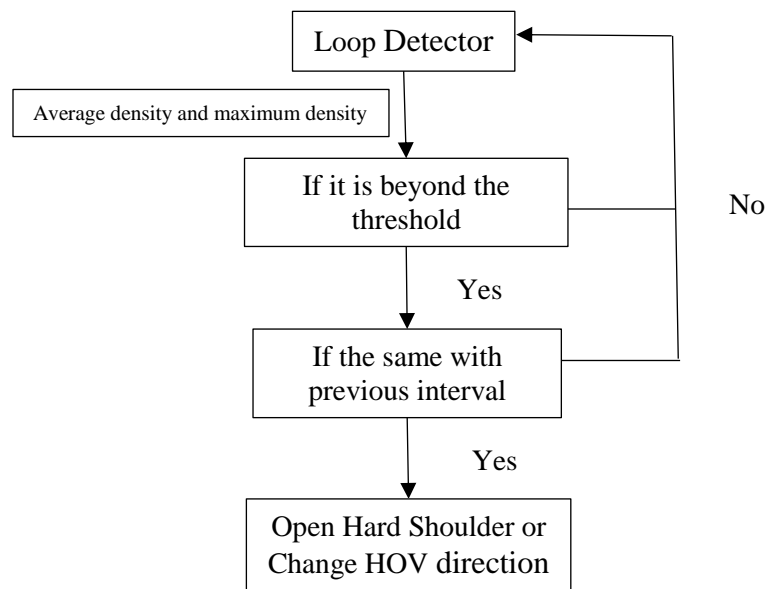 Loop Detector
Average density and maximum density
If it is beyond the
threshold
No
Yes
If the same with
previous interval
Yes
Open Hard Shoulder or
Change HOV direction